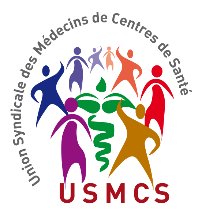 Union Syndicale des Médecins de Centres de Santé
USMCS